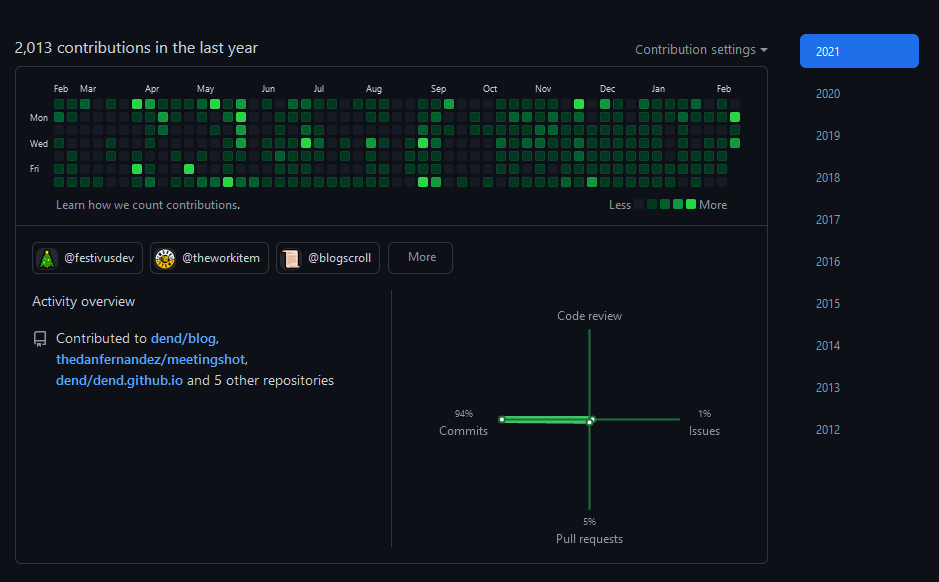 2,013 contributions in the last year
Contribution settings
Feb Mar Apr May Jun Jul Aug Sep Oct Nov Dec Jan Feb
Mon
Wed
Fri
Learn how we count contributions.
Less More
@festivusdev @theworkitem @blogscroll More
Activity overview
Contributed to dend/blog,
thedanfernandez/meetingshot,
dend/dend.github.io and 5 other repositories
Code review
94%
Commits
1%
Issues
5%
Pull requests
2021
2020
2019
2018
2017
2016
2015
2014
2013
2012